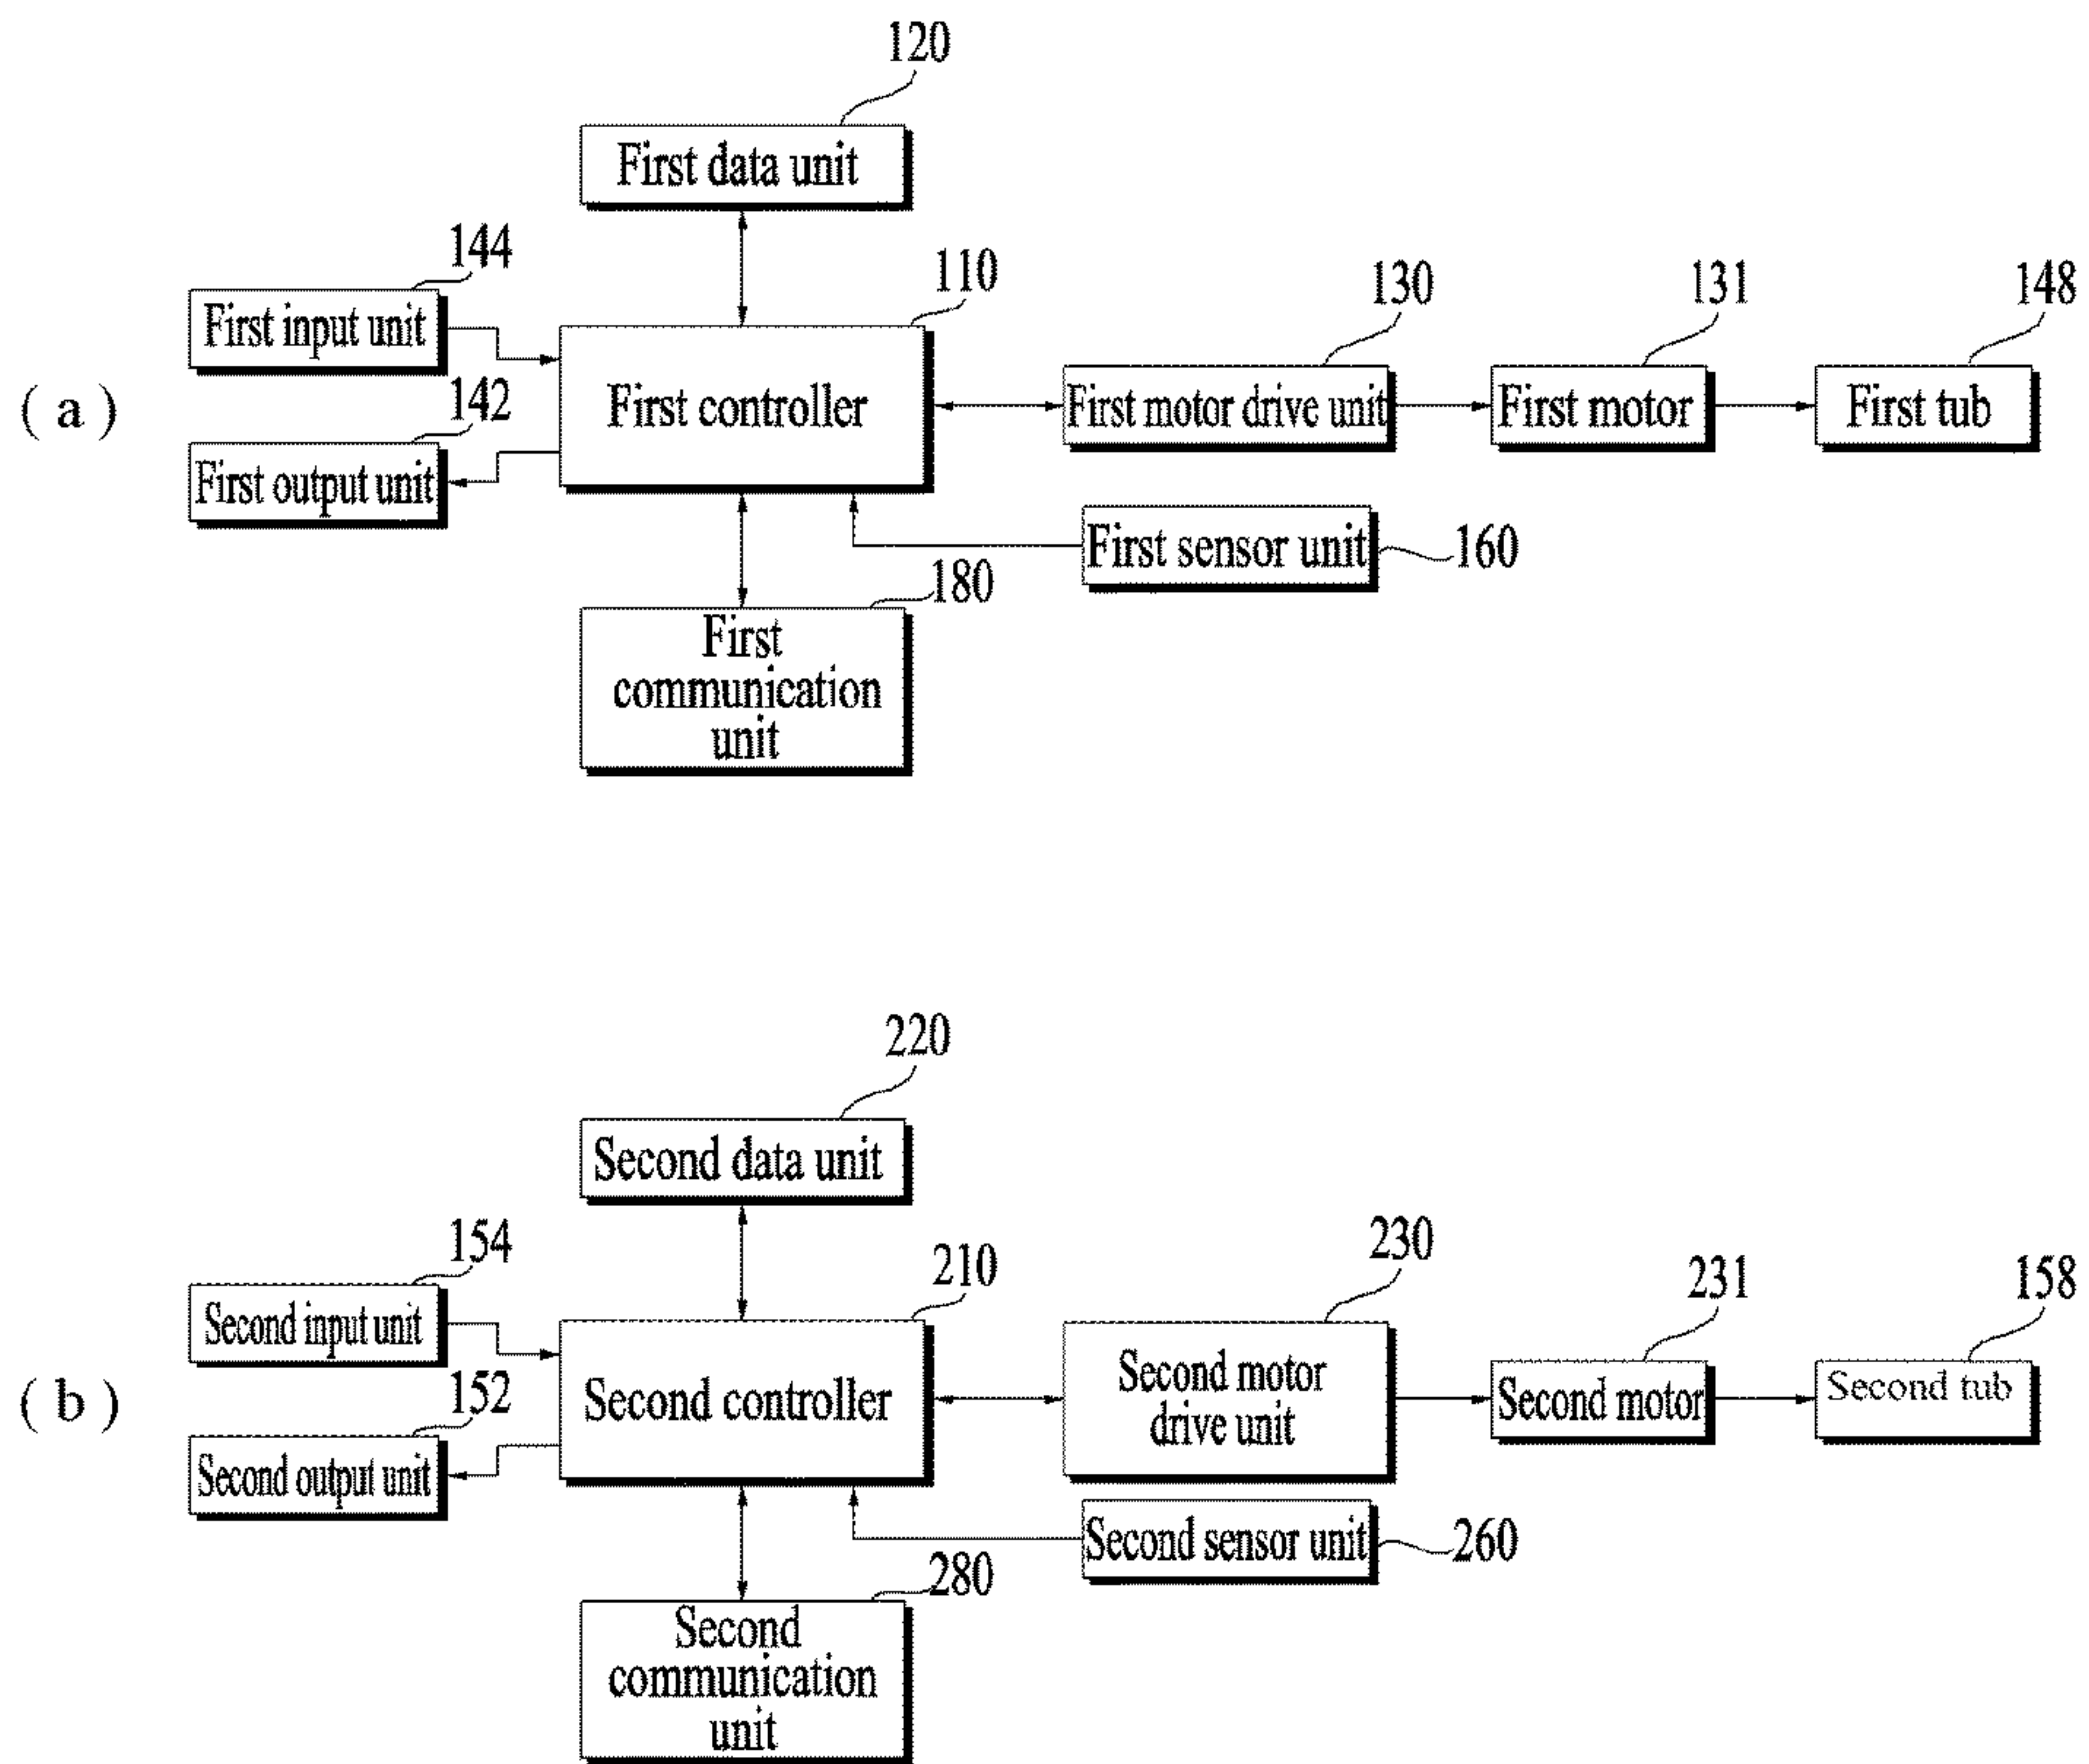 120
First data unit
144
110
130
131
148
First input unit
( a )
First controller
First motor drive unit
First motor
First tub
142
First output unit
First sensor unit
160
180
First
communication
unit
220
Second data unit
154
210
230
231
158
Second input unit
( b )
Second controller
Second motor
drive unit
Second motor
Second tub
152
Second output unit
Second sensor unit
260
280
Second
communication
unit